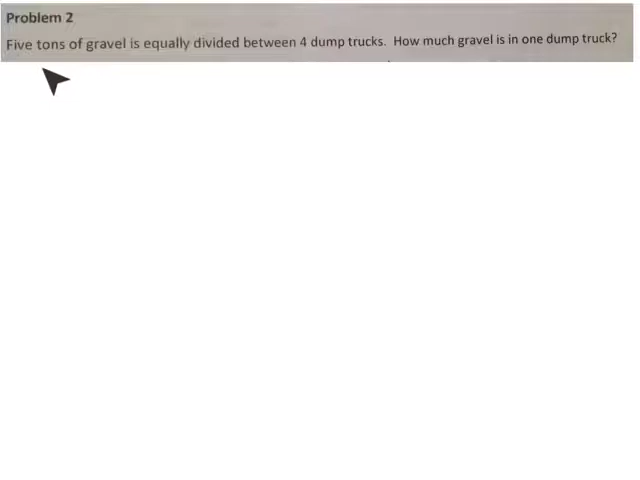 Problem 2
Five tons of gravel is equally divided between 4 dump trucks. How much gravel is in one dump truck?